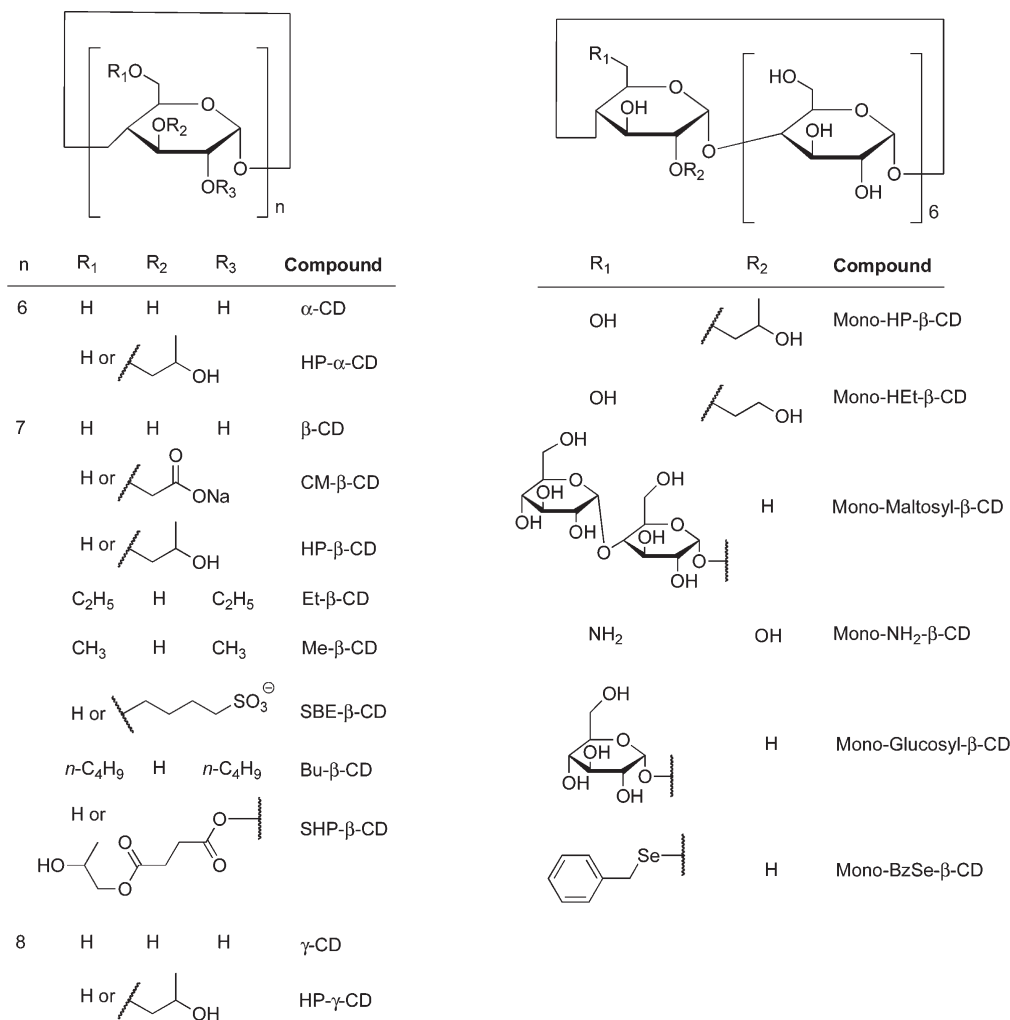 R₁O
O
OR₂
O
OR₃
n
n R₁ R₂ R₃ Compound
6 H H H α-CD
H or OH HP-α-CD
7 H H H β-CD
H or O ONa CM-β-CD
H or OH HP-β-CD
C₂H₅ H C₂H₅ Et-β-CD
CH₃ H CH₃ Me-β-CD
H or SO₃⊖ SBE-β-CD
n-C₄H₉ H n-C₄H₉ Bu-β-CD
H or O SHP-β-CD
HO O O
O
8 H H H γ-CD
H or OH HP-γ-CD
R₁
O
OH
OR₂
O
HO
O
OH
OH
O
6
R₁ R₂ Compound
OH OH Mono-HP-β-CD
OH OH Mono-HEt-β-CD
OH
O
OH
OH
OH
O
OH
O
OH
OH
O
H Mono-Maltosyl-β-CD
NH₂ OH Mono-NH₂-β-CD
OH
O
OH
OH
OH
O
H Mono-Glucosyl-β-CD
Se H Mono-BzSe-β-CD